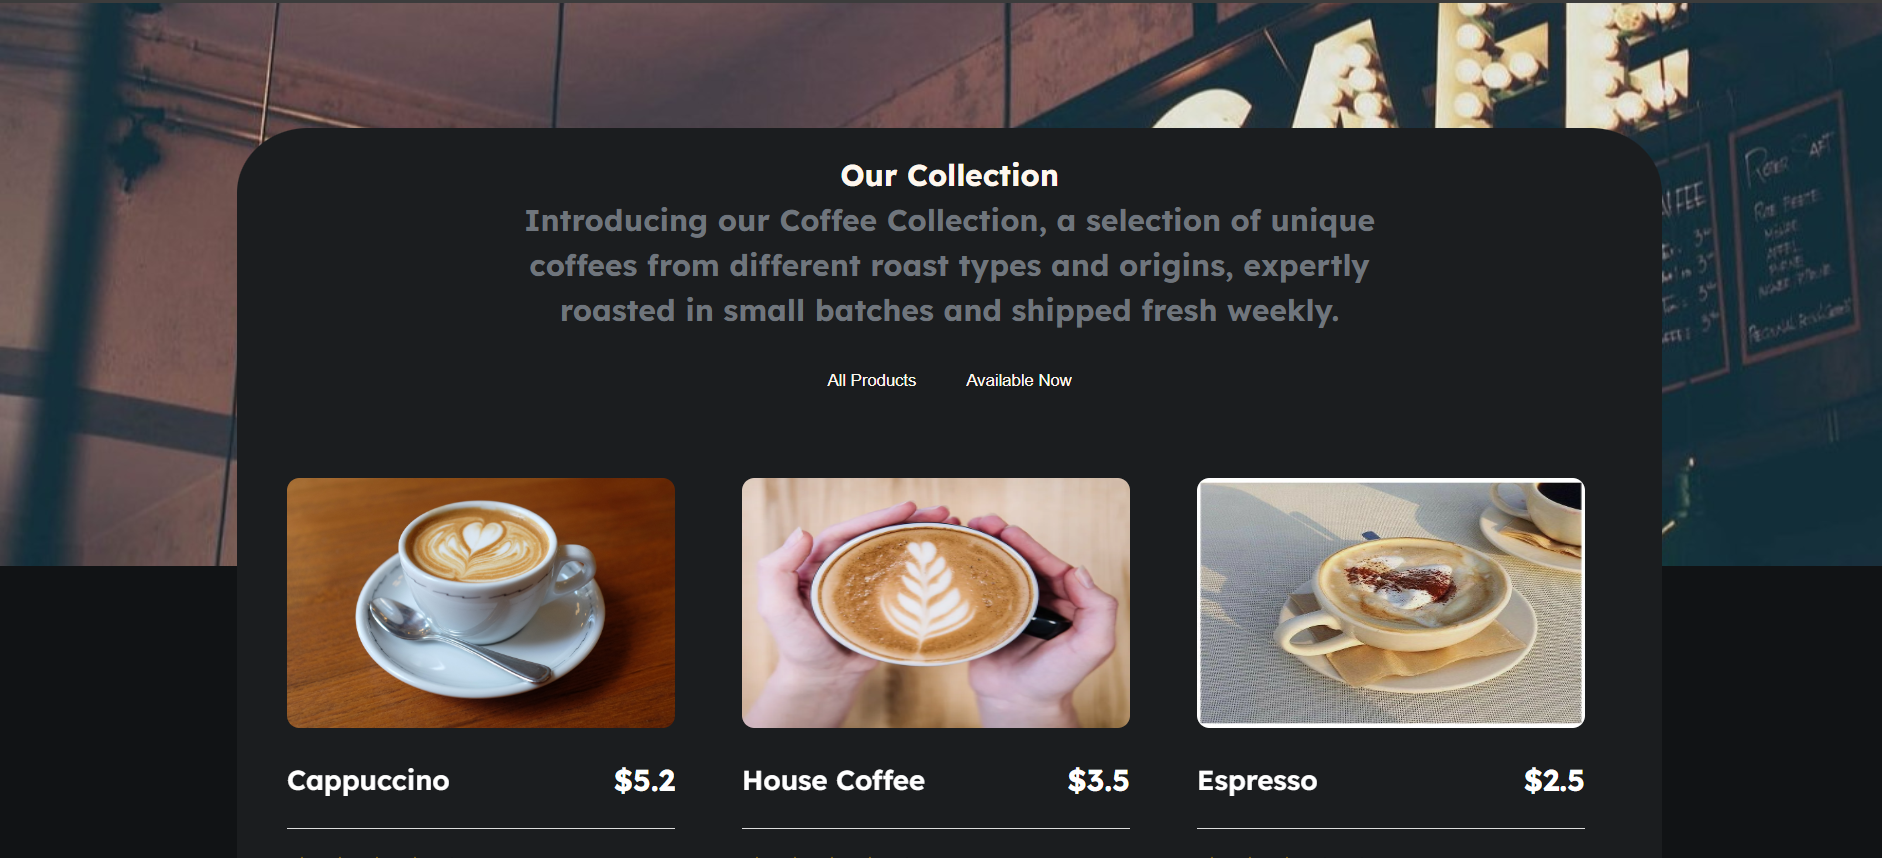 CAFE
Our Collection
Introducing our Coffee Collection, a selection of unique
coffees from different roast types and origins, expertly
roasted in small batches and shipped fresh weekly.
All Products Available Now
Cappuccino $5.2 House Coffee $3.5 Espresso $2.5